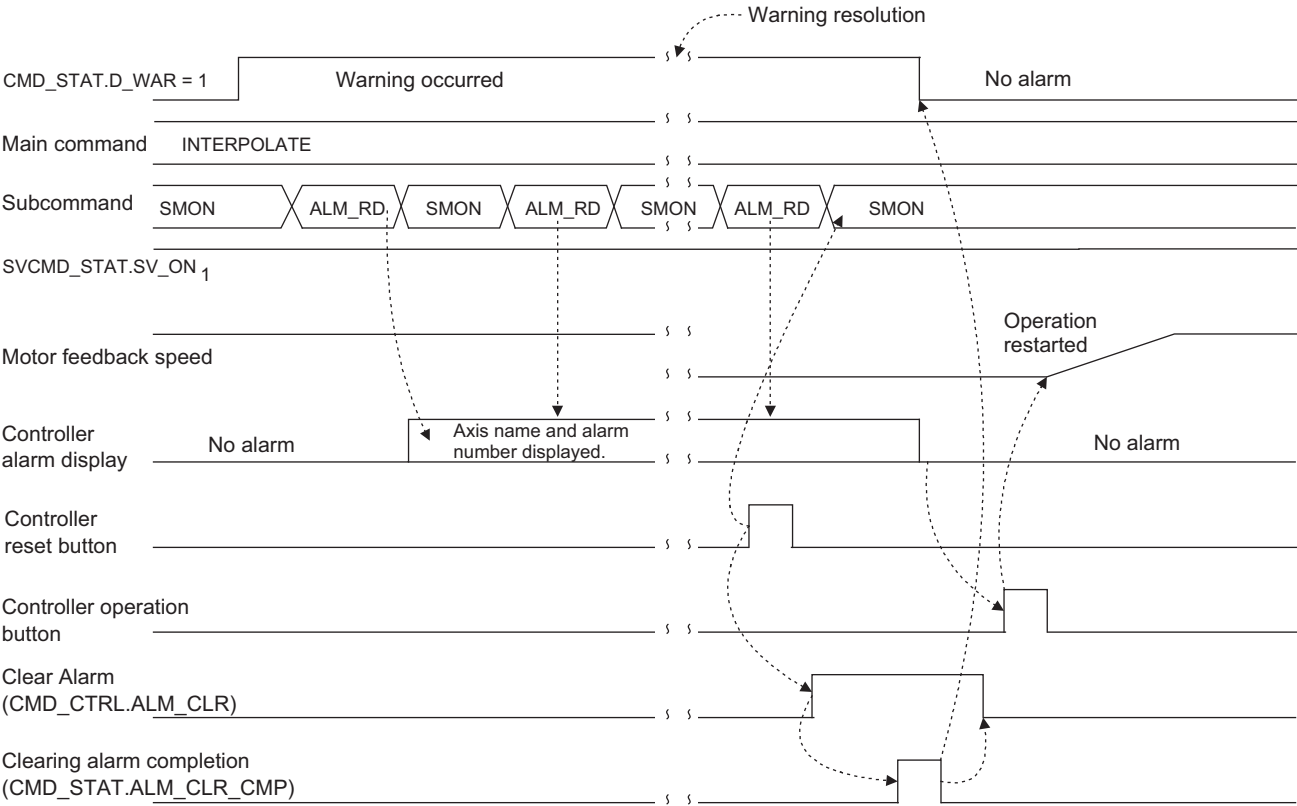 Warning resolution
CMD_STAT.D_WAR = 1
Warning occurred
No alarm
Main command
INTERPOLATE
Subcommand
SMON
ALM_RD
SMON
ALM_RD
SMON
ALM_RD
SMON
SVCMD_STAT.SV_ON
1
Operation
restarted
Motor feedback speed
Controller
alarm display
No alarm
Axis name and alarm
number displayed.
No alarm
Controller
reset button
Controller operation
button
Clear Alarm
(CMD_CTRL.ALM_CLR)
Clearing alarm completion
(CMD_STAT.ALM_CLR_CMP)